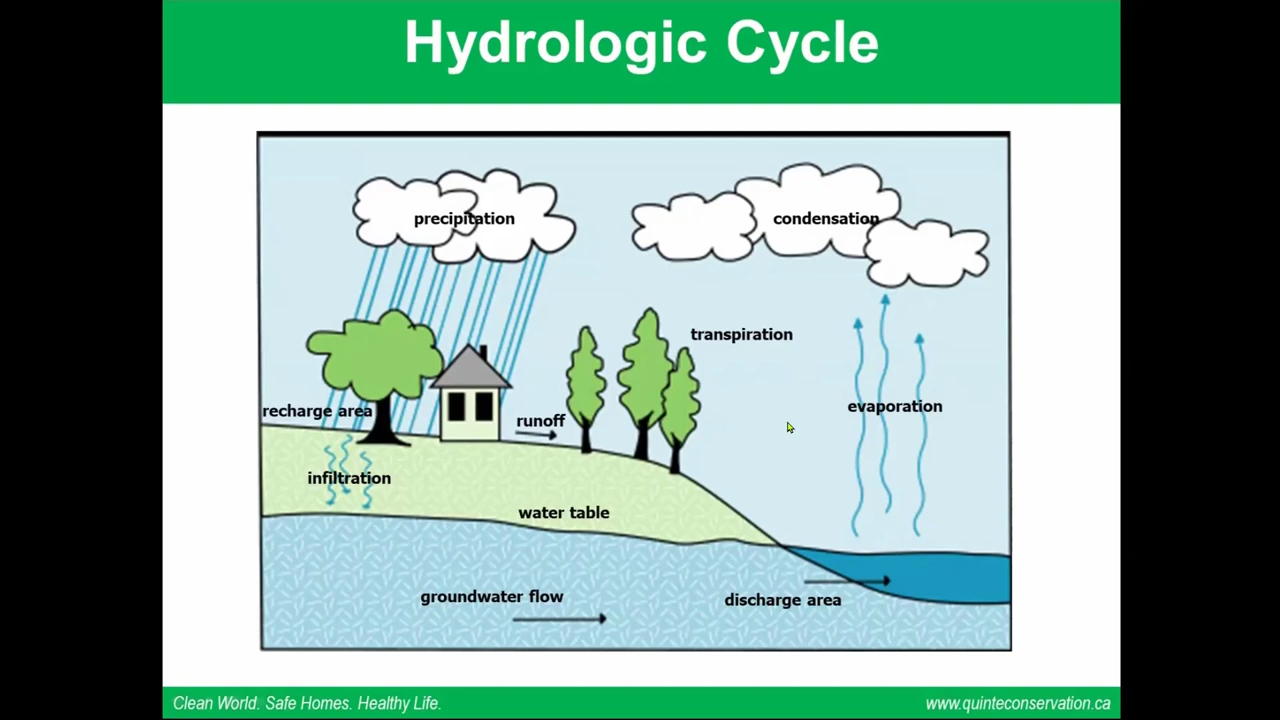 Hydrologic Cycle
precipitation
condensation
transpiration
evaporation
recharge area
runoff
infiltration
water table
groundwater flow
discharge area
Clean World. Safe Homes. Healthy Life.
www.quinteconservation.ca